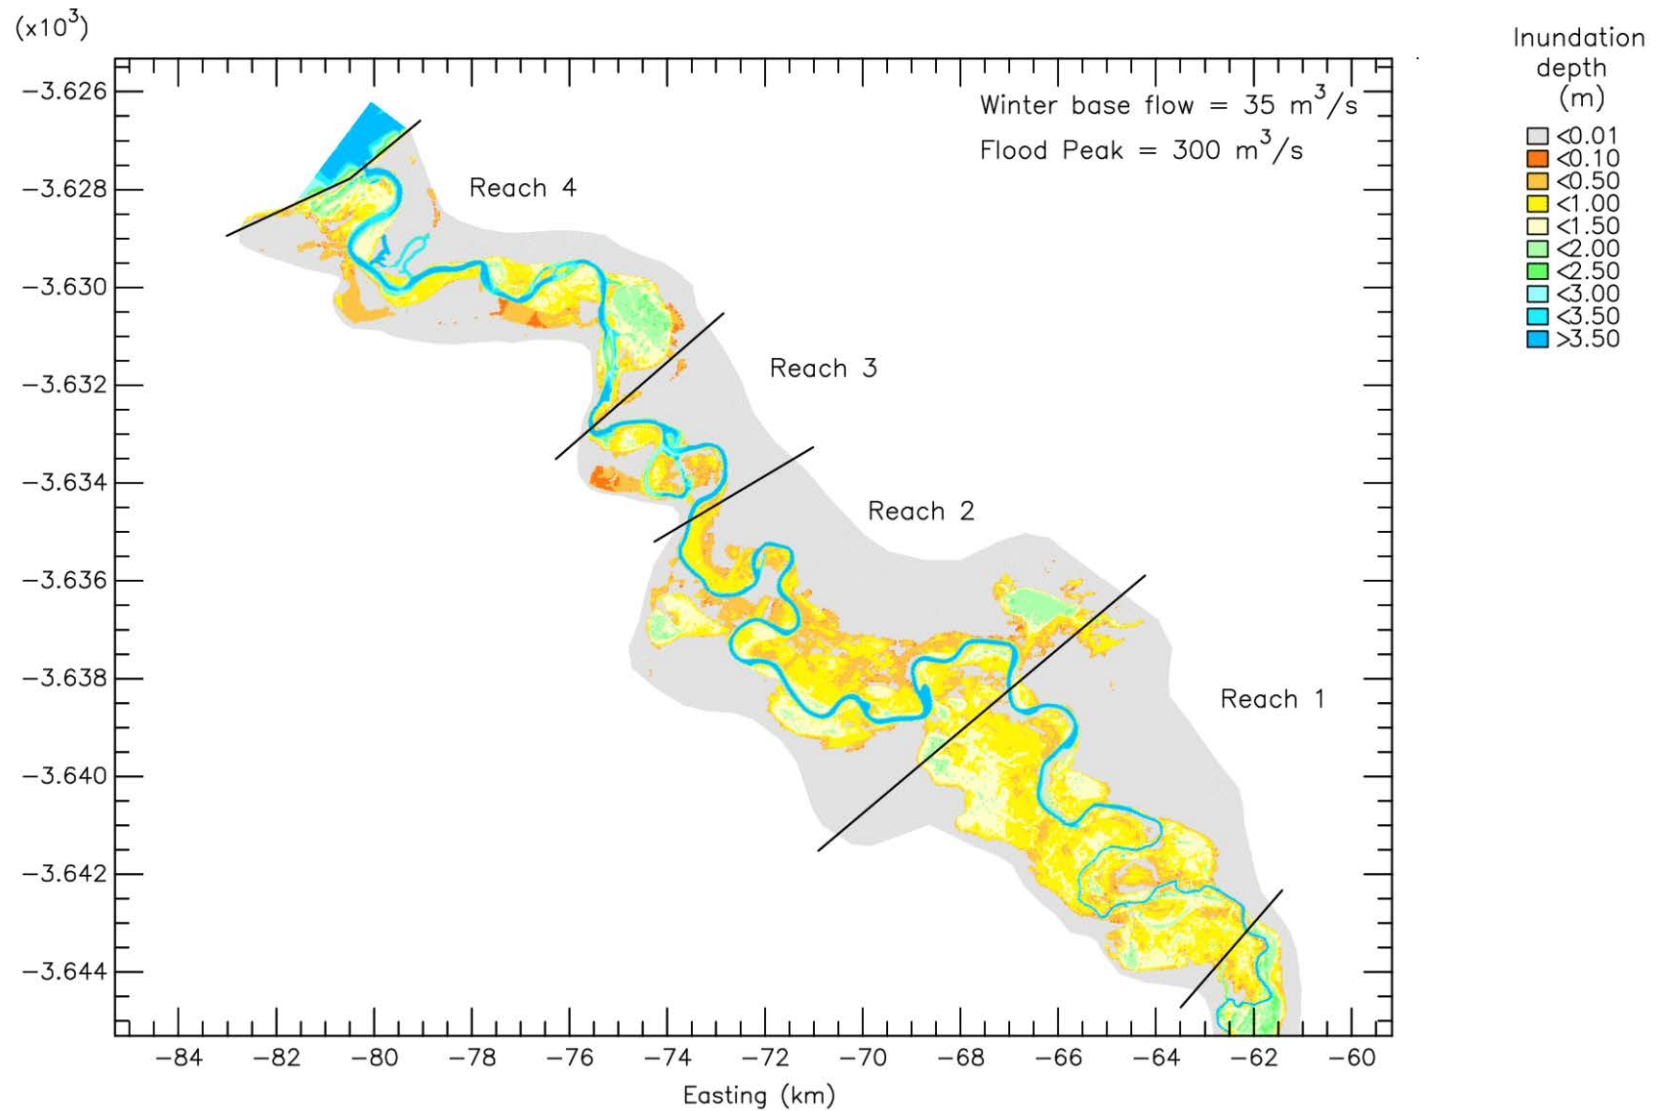 (x10³)
Inundation
depth
(m)
<0.01
<0.10
<0.50
<1.00
<1.50
<2.00
<2.50
<3.00
<3.50
>3.50
Winter base flow = 35 m³/s
Flood Peak = 300 m³/s
−3.626
−3.628
−3.630
−3.632
−3.634
−3.636
−3.638
−3.640
−3.642
−3.644
Reach 4
Reach 3
Reach 2
Reach 1
−84 −82 −80 −78 −76 −74 −72 −70 −68 −66 −64 −62 −60
Easting (km)